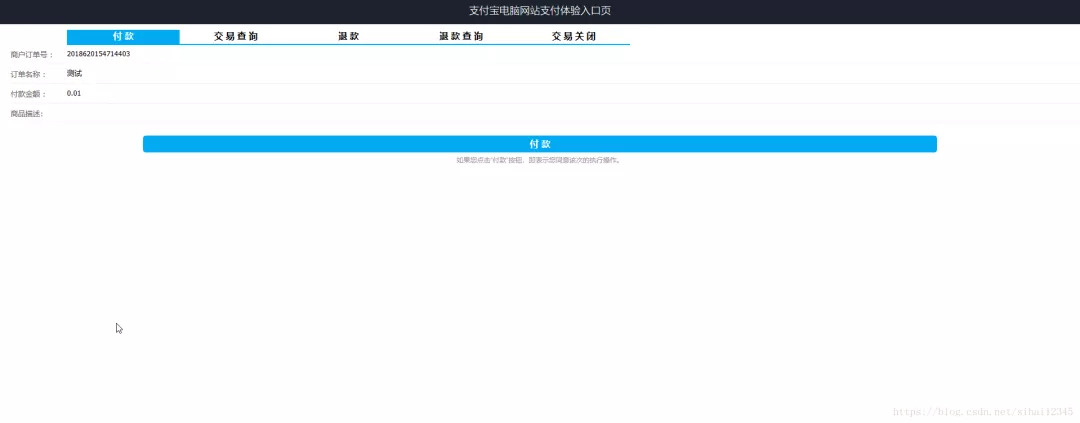 支付宝电脑网站支付体验入口页
付 款 交 易 查 询 退 款 退 款 查 询 交 易 关 闭
商户订单号： 2018620154714403
订单名称： 测试
付款金额： 0.01
商品描述：
付 款
如果您点击“付款”按钮，即表示您同意该次的执行操作。
https://blog.csdn.net/sihai12345